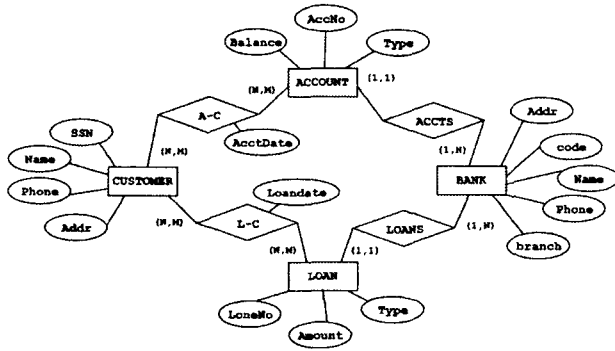 AccNo
Balance
Type
ACCOUNT
(M,M)
(1,1)
A-C
ACCTS
AcctDate
Addr
SSN
code
Name
(M,M)
(1,N)
CUSTOMER
BANK
Name
Phone
Loandate
Phone
Addr
(M,M)
L-C
LOANS
(1,M)
branch
(M,M)
(1,1)
LOAN
LoneNo
Type
Amount